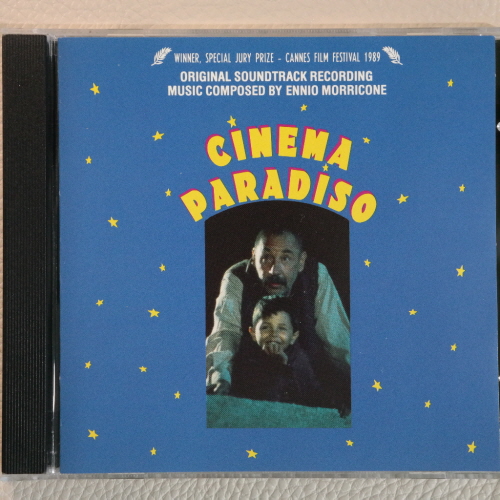 WINNER, SPECIAL JURY PRIZE - CANNES FILM FESTIVAL 1989
ORIGINAL SOUNDTRACK RECORDING
MUSIC COMPOSED BY ENNIO MORRICONE
CINEMA
PARADISO